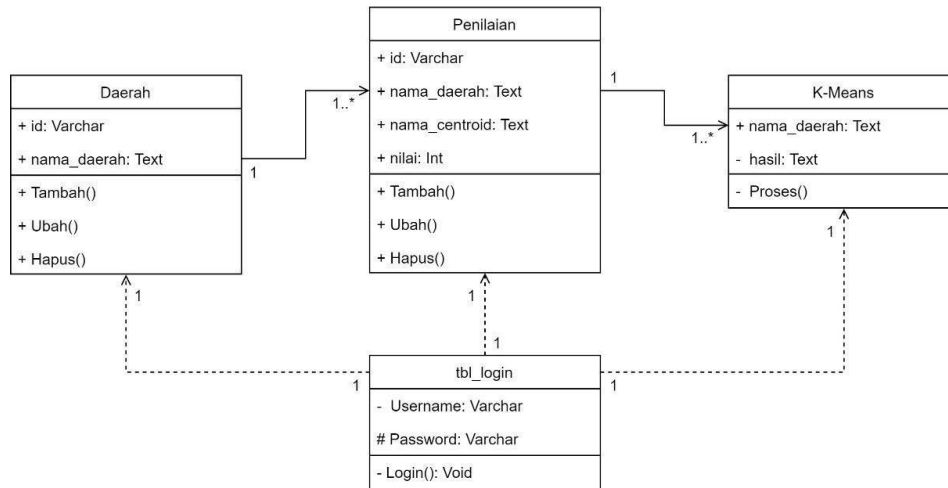 Penilaian
+ id: Varchar
+ nama_daerah: Text
+ nama_centroid: Text
+ nilai: Int
+ Tambah()
+ Ubah()
+ Hapus()
Daerah
+ id: Varchar
+ nama_daerah: Text
+ Tambah()
+ Ubah()
+ Hapus()
K-Means
+ nama_daerah: Text
- hasil: Text
- Proses()
1
1..*
1
1..*
1
1
1
1
1
1
tbl_login
- Username: Varchar
# Password: Varchar
- Login(): Void